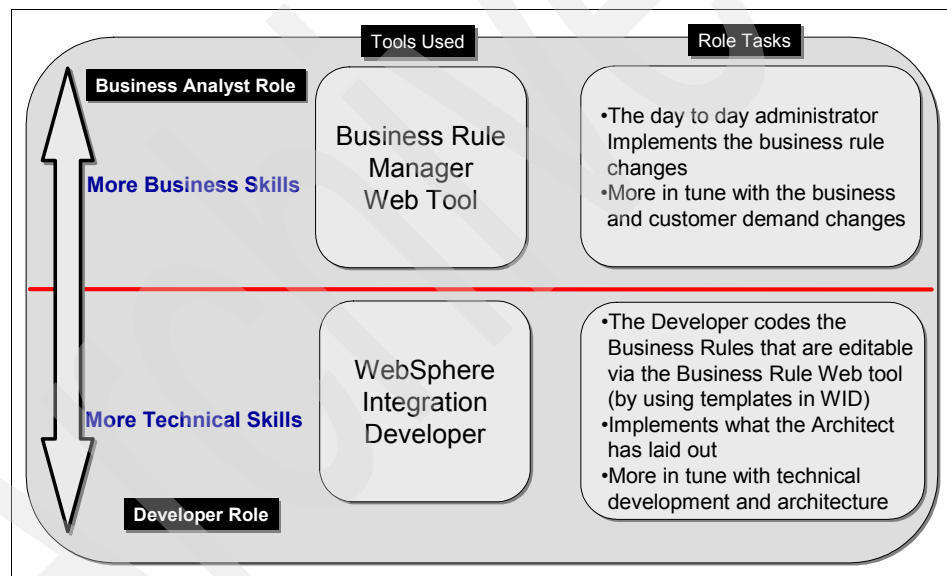 Tools Used
Role Tasks
Business Analyst Role
More Business Skills
Business Rule
Manager
Web Tool
•The day to day administrator
Implements the business rule
changes
•More in tune with the business
and customer demand changes
More Technical Skills
Developer Role
WebSphere
Integration
Developer
•The Developer codes the
Business Rules that are editable
via the Business Rule Web tool
(by using templates in WID)
•Implements what the Architect
has laid out
•More in tune with technical
development and architecture